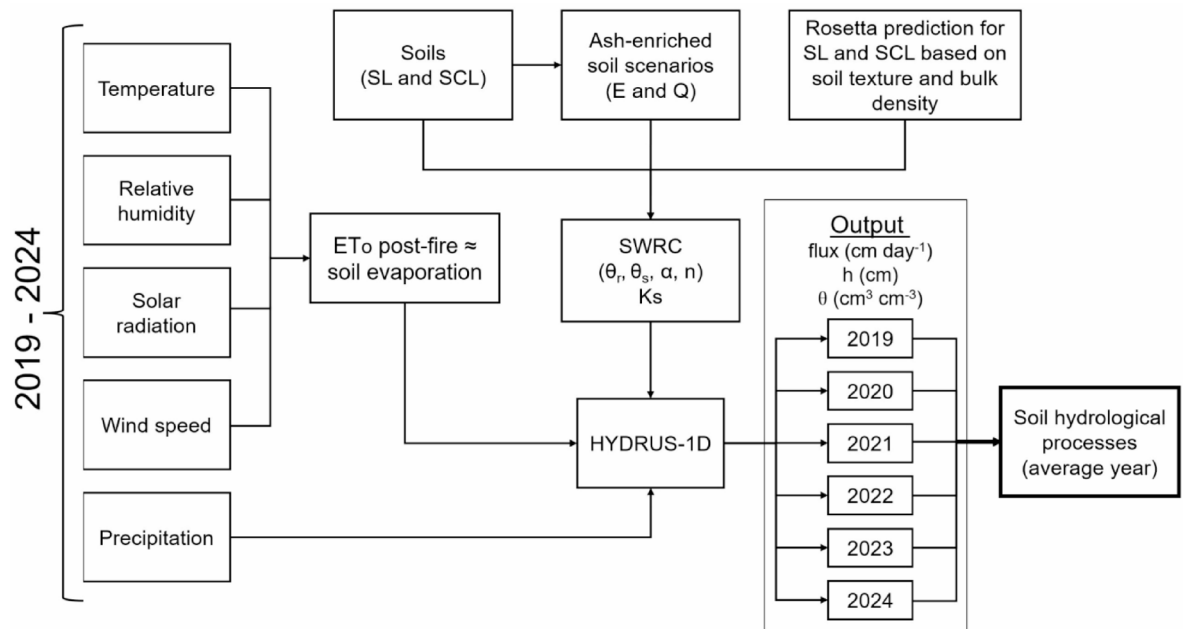 2019 - 2024
Temperature
Relative
humidity
Solar
radiation
Wind speed
Precipitation
ETo post-fire ≈
soil evaporation
Soils
(SL and SCL)
Ash-enriched
soil scenarios
(E and Q)
Rosetta prediction for
SL and SCL based on
soil texture and bulk
density
SWRC
(θr, θs, α, n)
Ks
HYDRUS-1D
Output
flux (cm day⁻¹)
h (cm)
θ (cm³ cm⁻³)
2019
2020
2021
2022
2023
2024
Soil hydrological
processes
(average year)